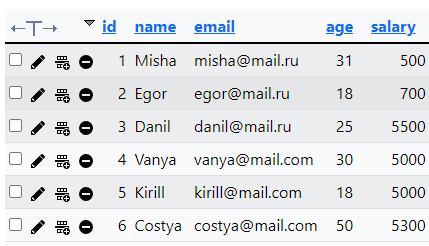 id name email age salary
1 Misha misha@mail.ru 31 500
2 Egor egor@mail.ru 18 700
3 Danil danil@mail.ru 25 5500
4 Vanya vanya@mail.com 30 5000
5 Kirill kirill@mail.com 18 5000
6 Costya costya@mail.com 50 5300